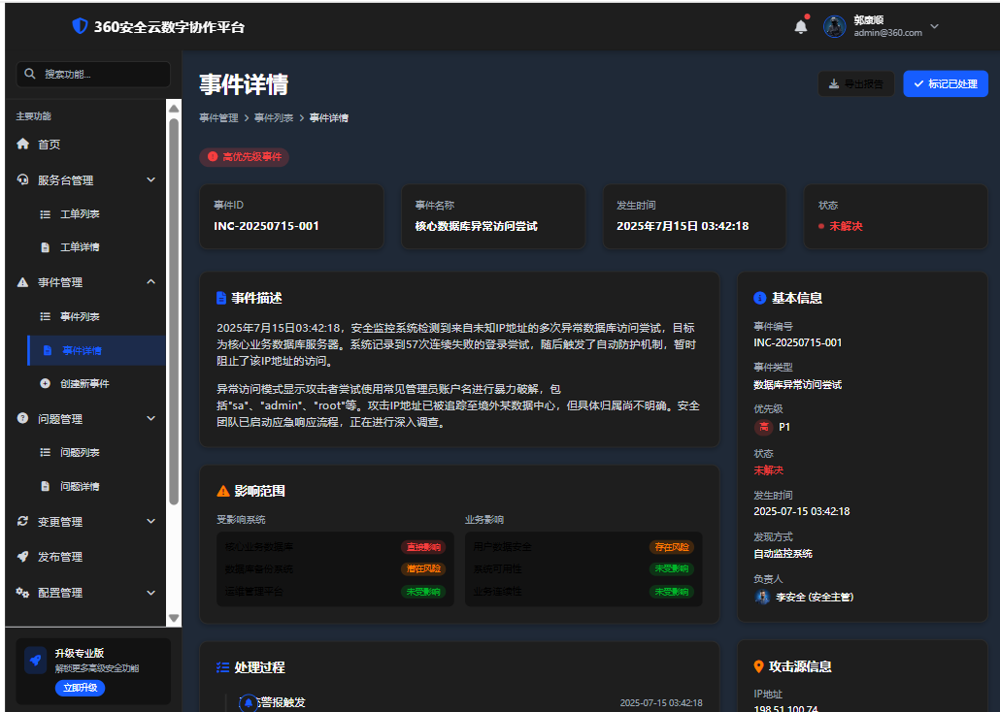 360安全云数字协作平台
郭康顺
admin@360.com
搜索功能...
主要功能
首页
服务台管理
工单列表
工单详情
事件管理
事件列表
事件详情
创建新事件
问题管理
问题列表
问题详情
变更管理
发布管理
配置管理
升级专业版
解锁更多高级安全功能
立即升级
事件详情
导出报告
标记已处理
事件管理 > 事件列表 > 事件详情
高优先级事件
事件ID
INC-20250715-001
事件名称
核心数据库异常访问尝试
发生时间
2025年7月15日 03:42:18
状态
未解决
事件描述
2025年7月15日03:42:18，安全监控系统检测到来自未知IP地址的多次异常数据库访问尝试，目标
为核心业务数据库服务器。系统记录到57次连续失败的登录尝试，随后触发了自动防护机制，暂时
阻止了该IP地址的访问。
异常访问模式显示攻击者尝试使用常见管理员账户名进行暴力破解，包
括"sa"、"admin"、"root"等。攻击IP地址已被追踪至境外某数据中心，但具体归属尚不明确。安全
团队已启动应急响应流程，正在进行深入调查。
影响范围
受影响系统
核心业务数据库 直接影响
数据库备份系统 潜在风险
运维管理平台 未受影响
业务影响
用户数据安全 存在风险
系统可用性 未受影响
业务连续性 未受影响
处理过程
警报触发
2025-07-15 03:42:18
基本信息
事件编号
INC-20250715-001
事件类型
数据库异常访问尝试
优先级
高 P1
状态
未解决
发生时间
2025-07-15 03:42:18
发现方式
自动监控系统
负责人
李安全 (安全主管)
攻击源信息
IP地址
198.51.100.74